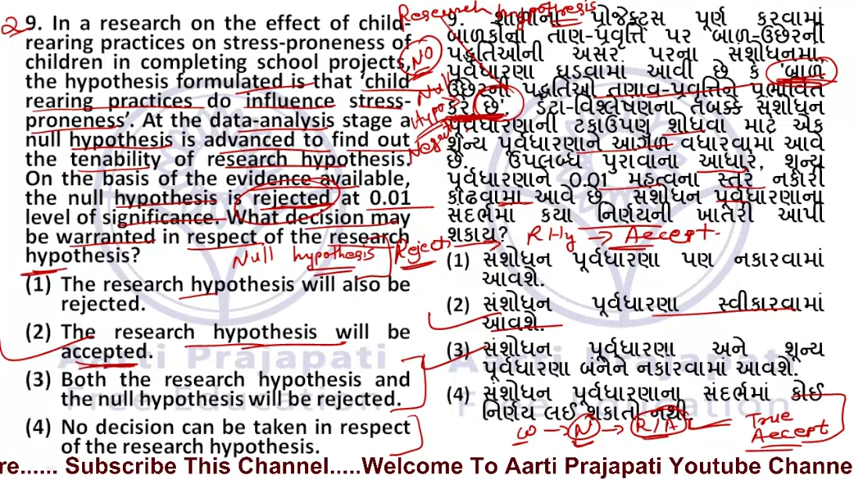 9. In a research on the effect of child-
rearing practices on stress-proneness of
children in completing school projects,
the hypothesis formulated is that 'child
rearing practices do influence stress-
proneness'. At the data-analysis stage a
null hypothesis is advanced to find out
the tenability of research hypothesis.
On the basis of the evidence available,
the null hypothesis is rejected at 0.01
level of significance. What decision may
be warranted in respect of the research
hypothesis?
Null hypothesis Reject
(1) The research hypothesis will also be
rejected.
(2) The research hypothesis will be
accepted.
(3) Both the research hypothesis and
the null hypothesis will be rejected.
(4) No decision can be taken in respect
of the research hypothesis.
Research hypothesis
NO
Null
Hypo
9. શાળાના પ્રોજેક્ટસ પૂર્ણ કરવામાં
બાળકોની તાણ-પ્રવૃત્તિ પર બાળ-ઉછેરની
પદ્ધતિઓની અસર પરના સંશોધનમાં,
પૂર્વધારણા ઘડવામાં આવી છે કે 'બાળ
ઉછેરની પદ્ધતિઓ તણાવ-પ્રવૃત્તિને પ્રભાવિત
કરે છે'. ડેટા-વિશ્લેષણના તબક્કે સંશોધન
પૂર્વધારણાની ટેકાઉપણું શોધવા માટે એક
શૂન્ય પૂર્વધારણાને આગળ વધારવામાં આવે
છે. ઉપલબ્ધ પુરાવાના આધારે, શૂન્ય
પૂર્વધારણાને 0.01 મહત્વના સ્તરે નકારી
કાઢવામાં આવે છે. સંશોધન પૂર્વધારણાના
સંદર્ભમાં કયા નિર્ણયની ખાતરી આપી
શકાય?
R Hy → Accept.
(1) સંશોધન પૂર્વધારણા પણ નકારવામાં
આવશે.
(2) સંશોધન પૂર્વધારણા સ્વીકારવામાં
આવશે.
(3) સંશોધન પૂર્વધારણા અને શૂન્ય
પૂર્વધારણા બંનેને નકારવામાં આવશે.
(4) સંશોધન પૂર્વધારણાના સંદર્ભમાં કોઈ
નિર્ણય લઈ શકાતો નથી.
N → R/A
True
Accept
Aarti Prajapati
Free Education
Aarti Prajapati
Free Education
re...... Subscribe This Channel.....Welcome To Aarti Prajapati Youtube Channe